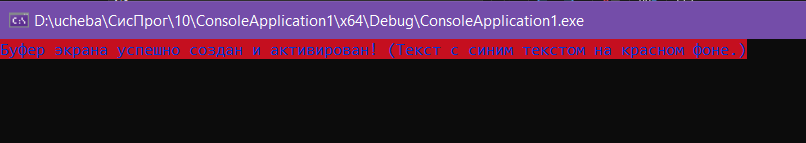 D:\ucheba\СисПрог\10\ConsoleApplication1\x64\Debug\ConsoleApplication1.exe
Буфер экрана успешно создан и активирован! (Текст с синим текстом на красном фоне.)